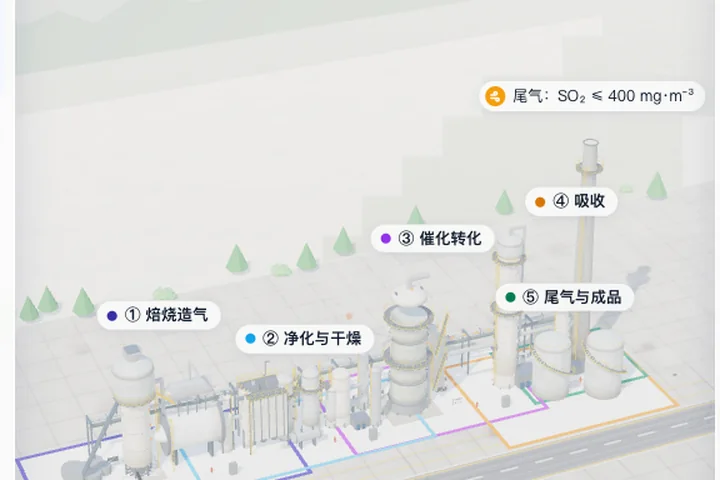 尾气：SO₂ ≤ 400 mg·m⁻³
④ 吸收
③ 催化转化
⑤ 尾气与成品
① 焙烧造气
② 净化与干燥